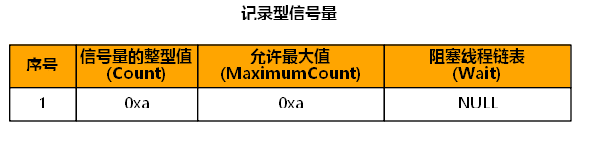 记录型信号量
序号 信号量的整型值 允许最大值 阻塞线程链表
(Count) (MaximumCount) (Wait)
1 0xa 0xa NULL